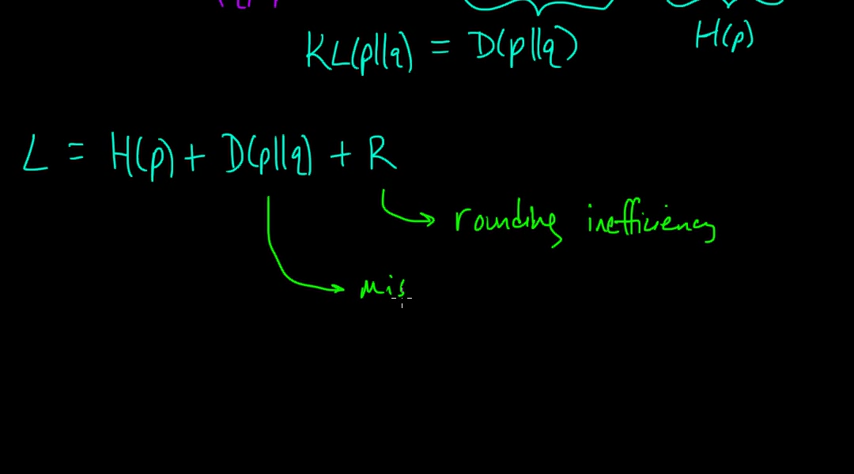 KL(p||q) = D(p||q)
H(p)
L = H(p) + D(p||q) + R
rounding inefficiency
mis